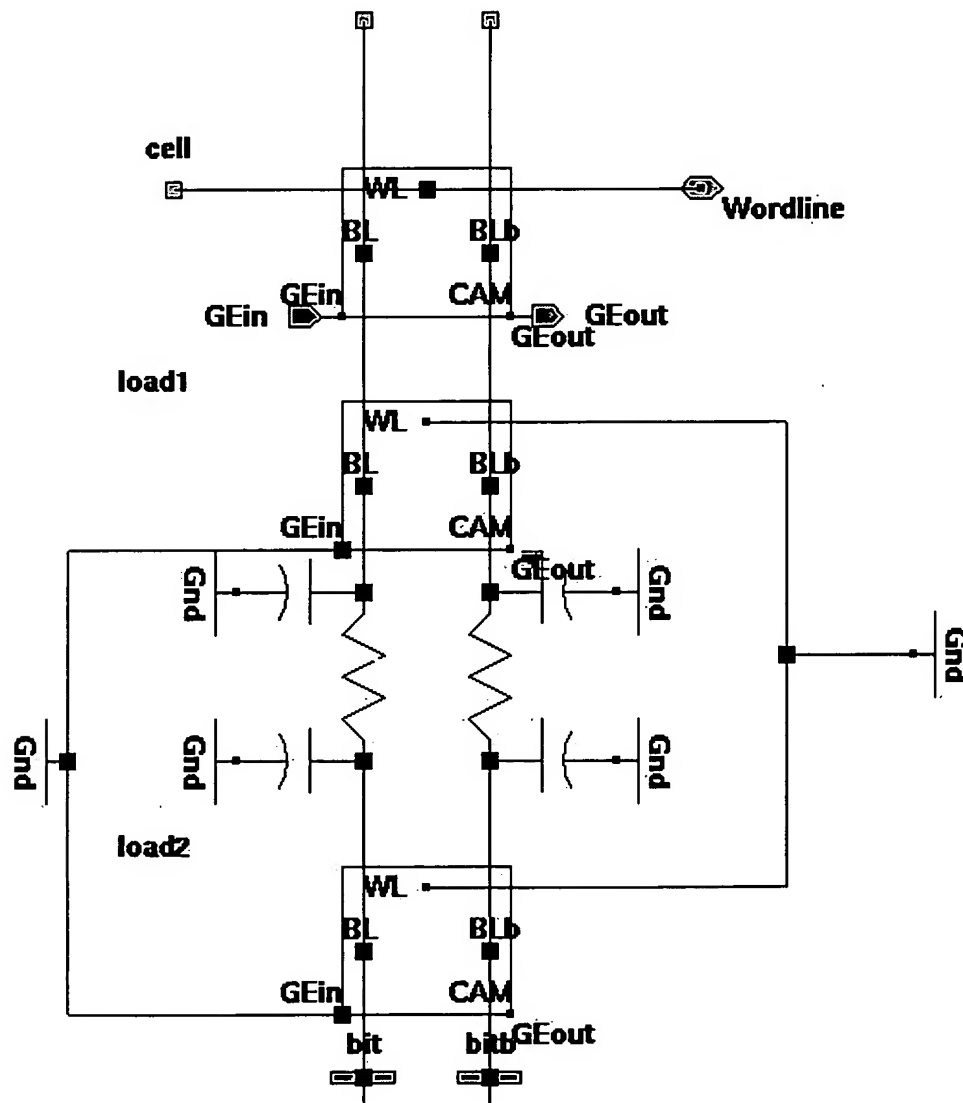 cell
WL
Wordline
BL BLb
GEin CAM
GEin GEout
GEout
load1
WL
BL BLb
GEin CAM
GEout
Gnd Gnd
Gnd
Gnd Gnd Gnd
load2
WL
BL BLb
GEin CAM
GEout
bit bitb